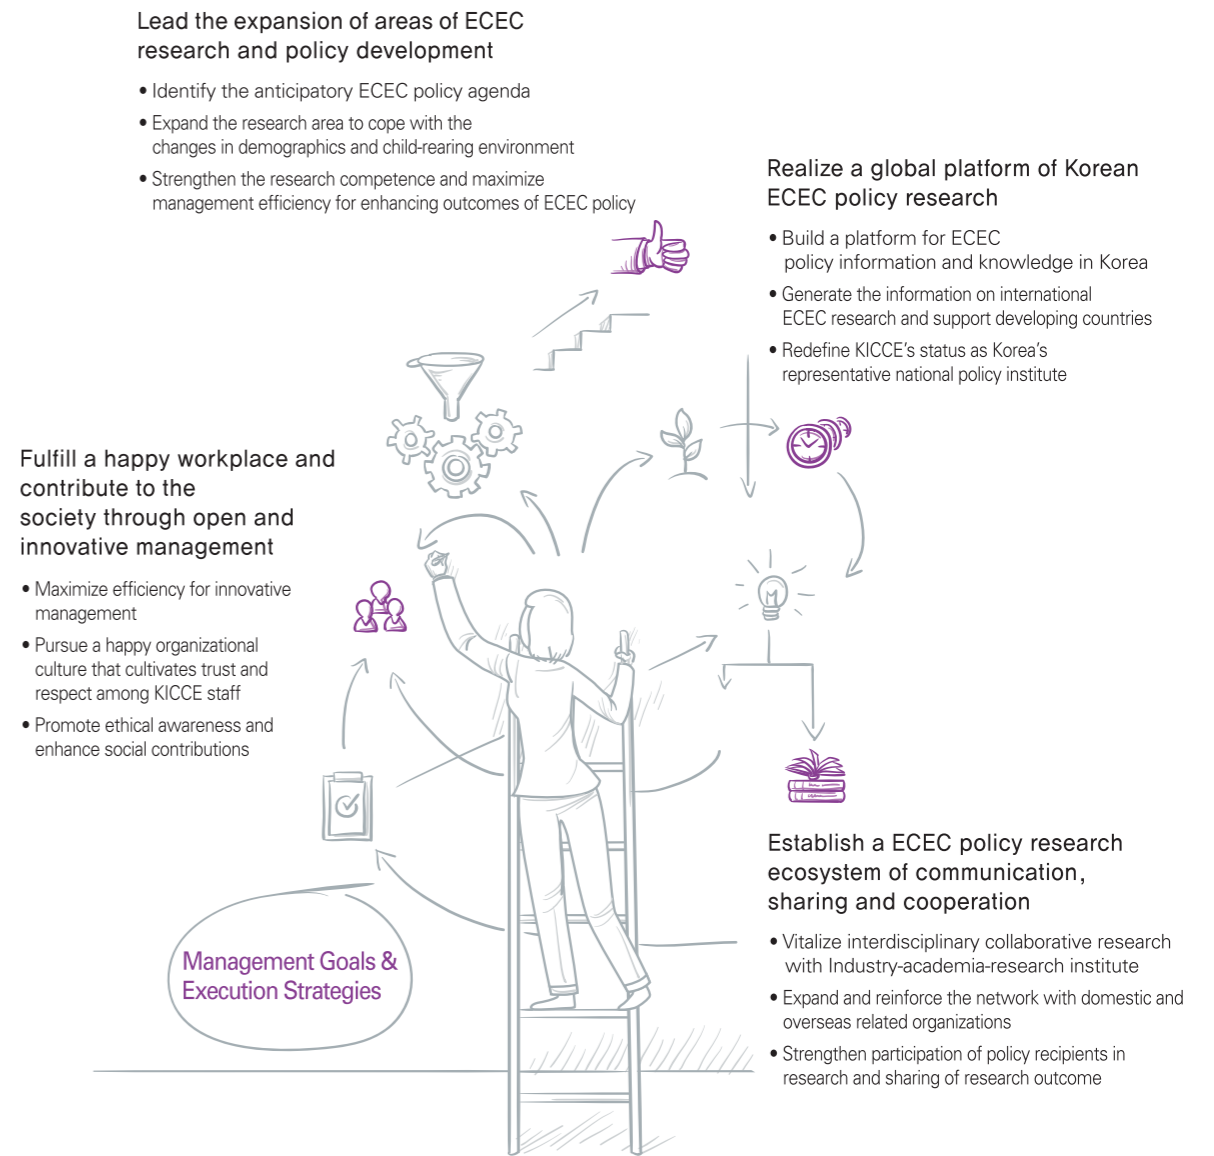 Lead the expansion of areas of ECEC
research and policy development
• Identify the anticipatory ECEC policy agenda
• Expand the research area to cope with the
changes in demographics and child-rearing environment
• Strengthen the research competence and maximize
management efficiency for enhancing outcomes of ECEC policy
Realize a global platform of Korean
ECEC policy research
• Build a platform for ECEC
policy information and knowledge in Korea
• Generate the information on international
ECEC research and support developing countries
• Redefine KICCE's status as Korea's
representative national policy institute
Fulfill a happy workplace and
contribute to the
society through open and
innovative management
• Maximize efficiency for innovative
management
• Pursue a happy organizational
culture that cultivates trust and
respect among KICCE staff
• Promote ethical awareness and
enhance social contributions
Establish a ECEC policy research
ecosystem of communication,
sharing and cooperation
• Vitalize interdisciplinary collaborative research
with Industry-academia-research institute
• Expand and reinforce the network with domestic and
overseas related organizations
• Strengthen participation of policy recipients in
research and sharing of research outcome
Management Goals &
Execution Strategies